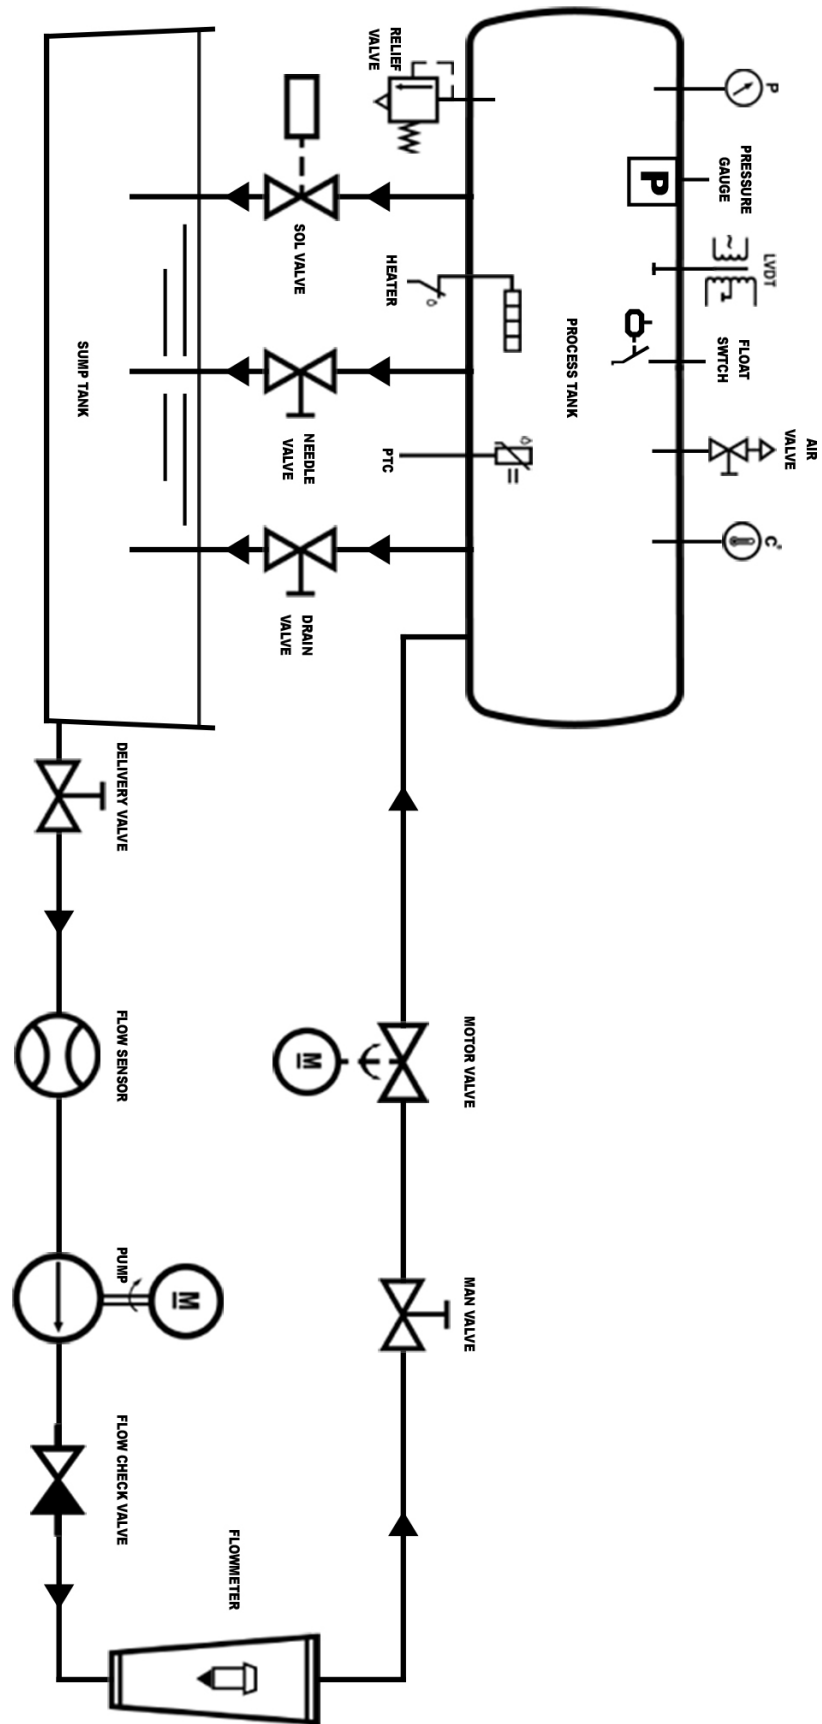 P
PRESSURE
GAUGE
LVDT
FLOAT
SWTCH
AIR
VALVE
C°
P
PROCESS TANK
RELIEF
VALVE
HEATER
PTC
MOTOR VALVE
MAN VALVE
M
SOL VALVE
NEEDLE
VALVE
DRAIN
VALVE
FLOWMETER
M
SUMP TANK
DELIVERY VALVE
FLOW SENSOR
PUMP
FLOW CHECK VALVE